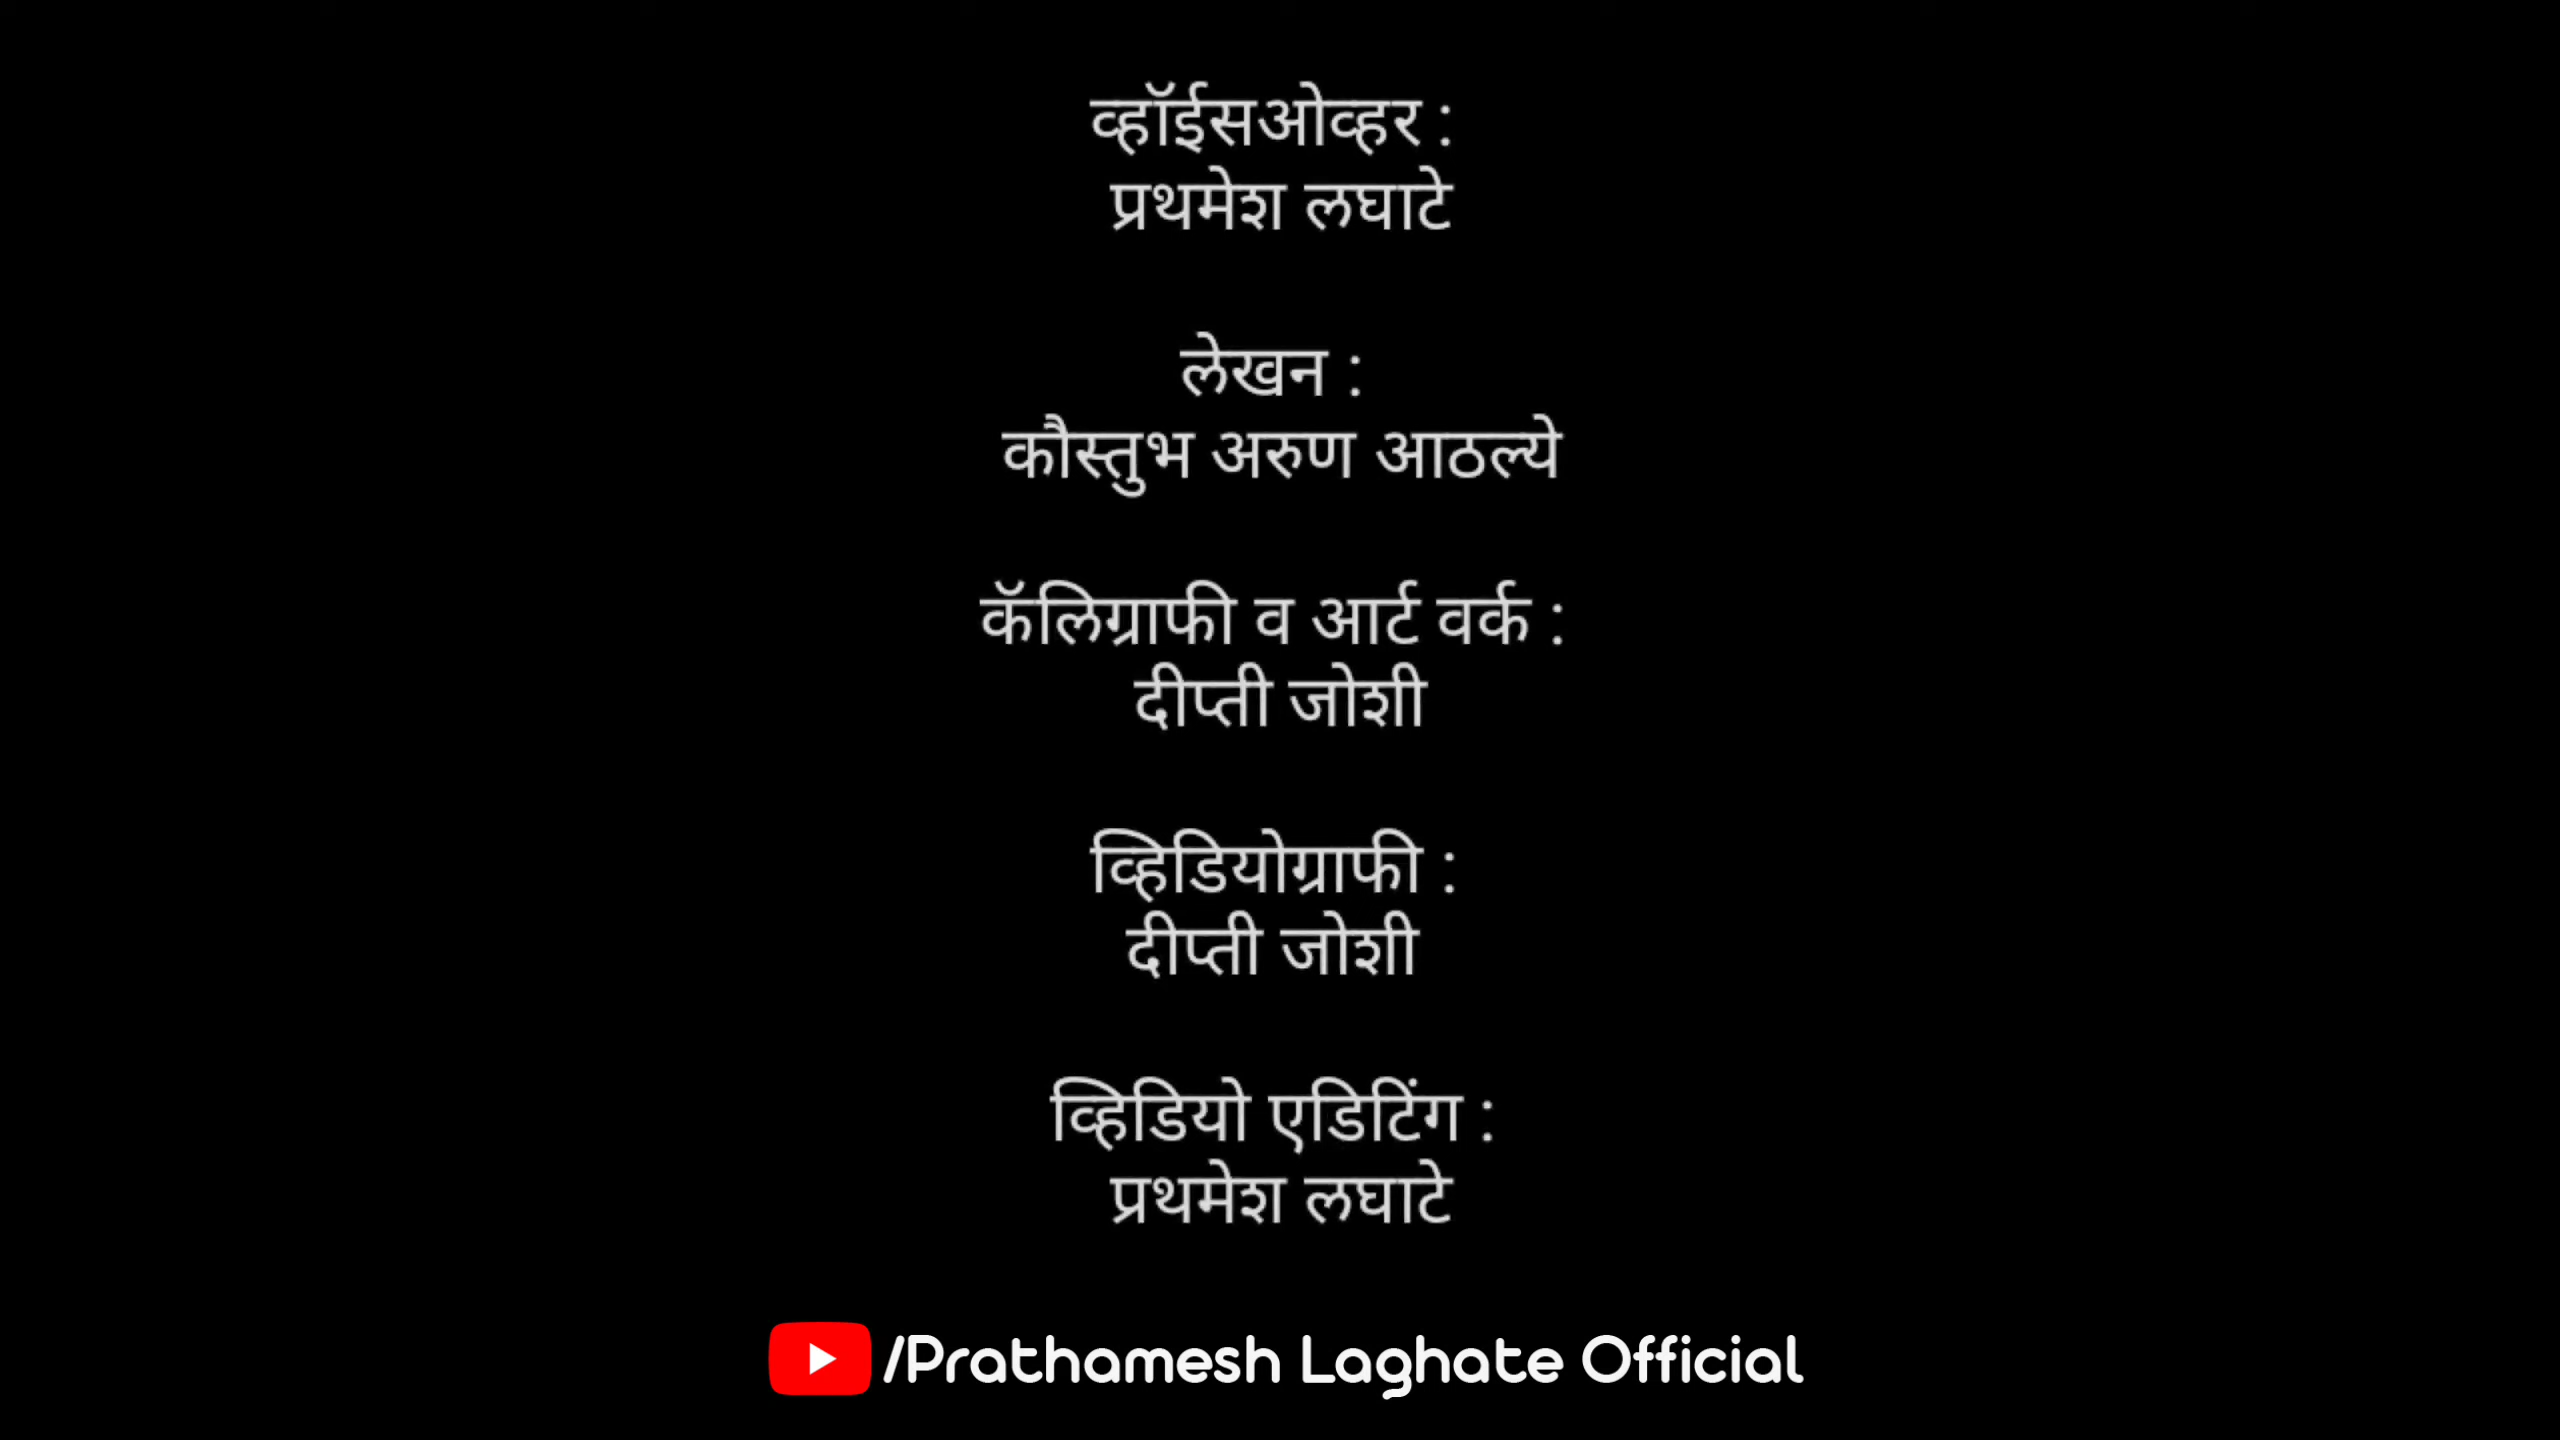 व्हॉईसओव्हर :
प्रथमेश लघाटे
लेखन :
कौस्तुभ अरुण आठल्ये
कॅलिग्राफी व आर्ट वर्क :
दीप्ती जोशी
व्हिडियोग्राफी :
दीप्ती जोशी
व्हिडियो एडिटिंग :
प्रथमेश लघाटे
/Prathamesh Laghate Official